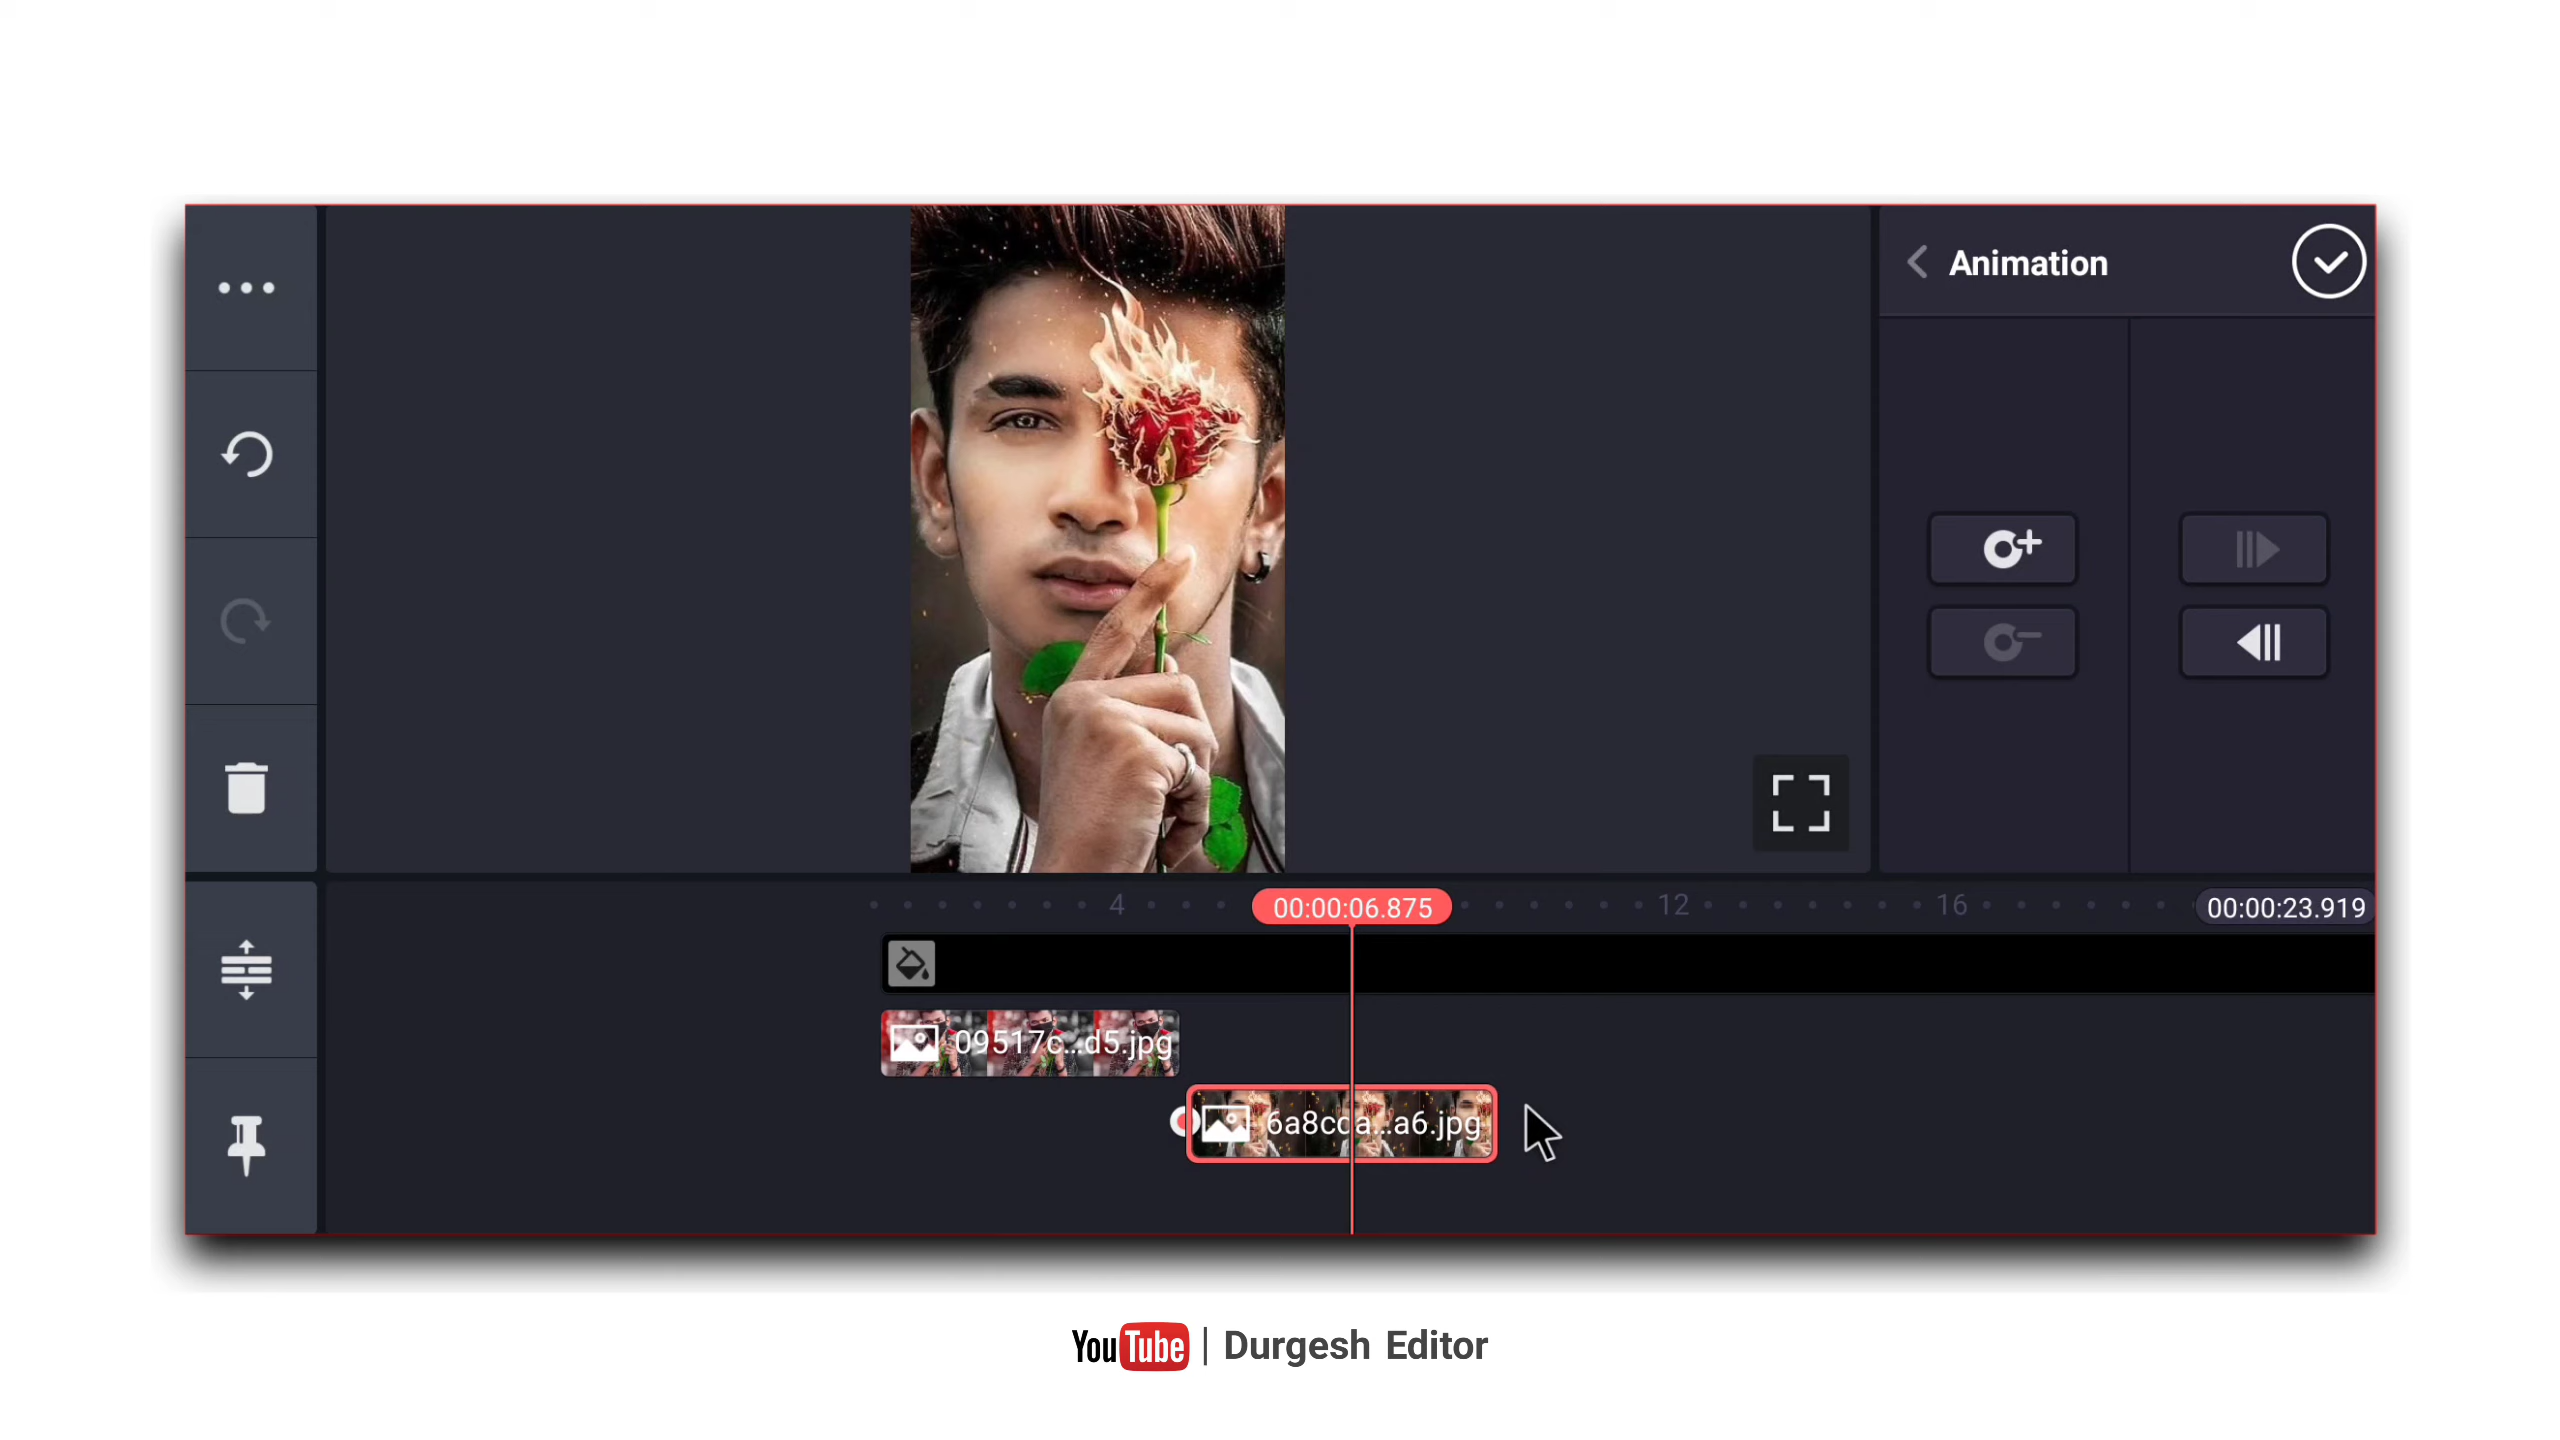 Animation
4
00:00:06.875
12
16
00:00:23.919
09517c...d5.jpg
6a8cda...a6.jpg
YouTube | Durgesh Editor